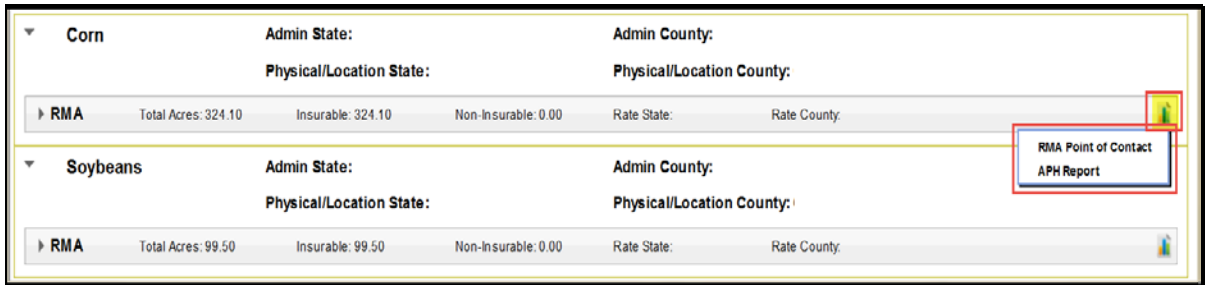 Corn Admin State: Admin County:
Physical/Location State: Physical/Location County:
RMA Total Acres: 324.10 Insurable: 324.10 Non-Insurable: 0.00 Rate State: Rate County:
RMA Point of Contact
APH Report
Soybeans Admin State: Admin County:
Physical/Location State: Physical/Location County:
RMA Total Acres: 99.50 Insurable: 99.50 Non-Insurable: 0.00 Rate State: Rate County: